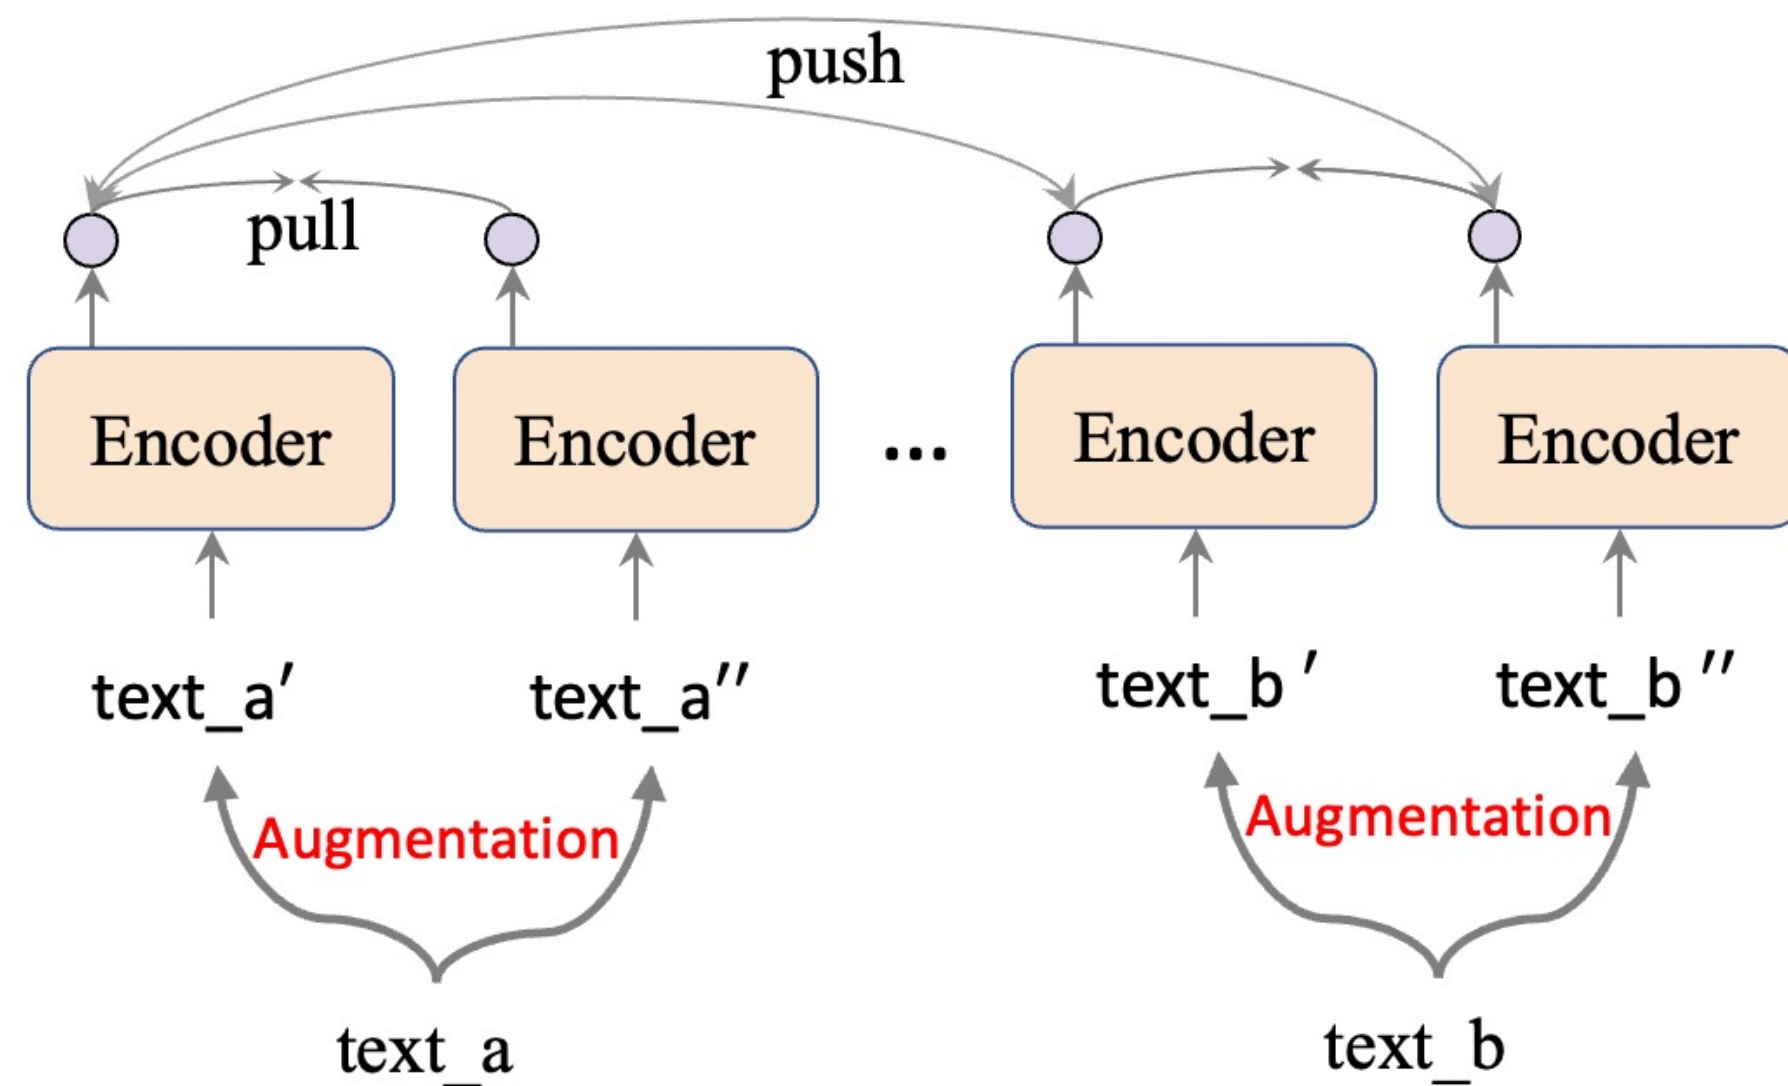 push
pull
Encoder Encoder ... Encoder Encoder
text_a′ text_a′′ text_b ′ text_b ′′
Augmentation Augmentation
text_a text_b